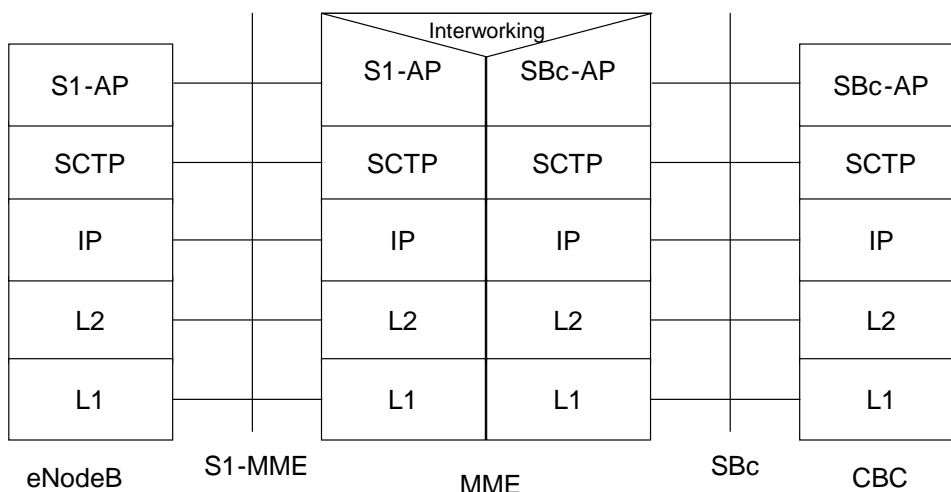 Interworking
S1-AP S1-AP SBc-AP SBc-AP
SCTP SCTP SCTP SCTP
IP IP IP IP
L2 L2 L2 L2
L1 L1 L1 L1
eNodeB S1-MME MME SBc CBC